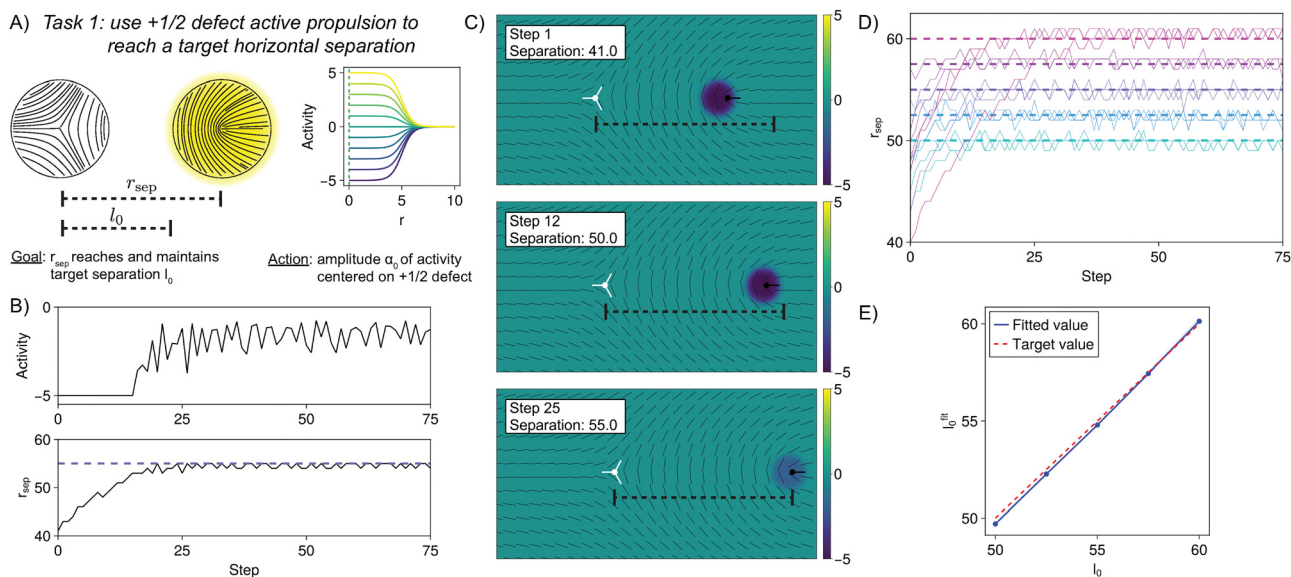 A) Task 1: use +1/2 defect active propulsion to
reach a target horizontal separation
r_sep
l_0
Goal: r_sep reaches and maintains
target separation l_0
Activity
5
0
−5
0
5
10
r
Action: amplitude α_0 of activity
centered on +1/2 defect
B)
Activity
0
−5
0
25
50
75
r_sep
60
50
40
0
25
50
75
Step
C)
Step 1
Separation: 41.0
5
0
−5
Step 12
Separation: 50.0
5
0
−5
Step 25
Separation: 55.0
5
0
−5
D)
r_sep
60
50
40
0
25
50
75
Step
E)
Fitted value
Target value
l_0^fit
60
55
50
50
55
60
l_0